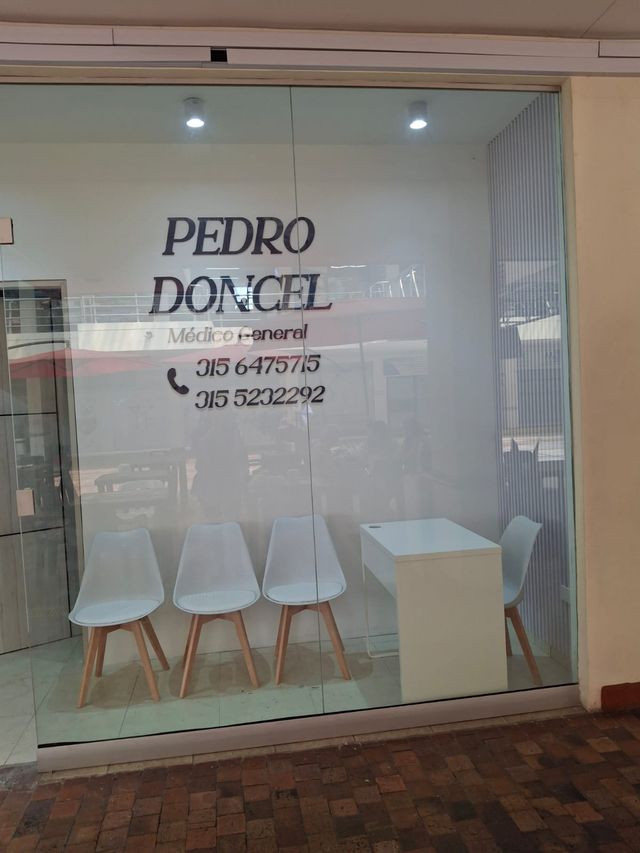 PEDRO
DONCEL
Médico General
315 6475715
315 5232292